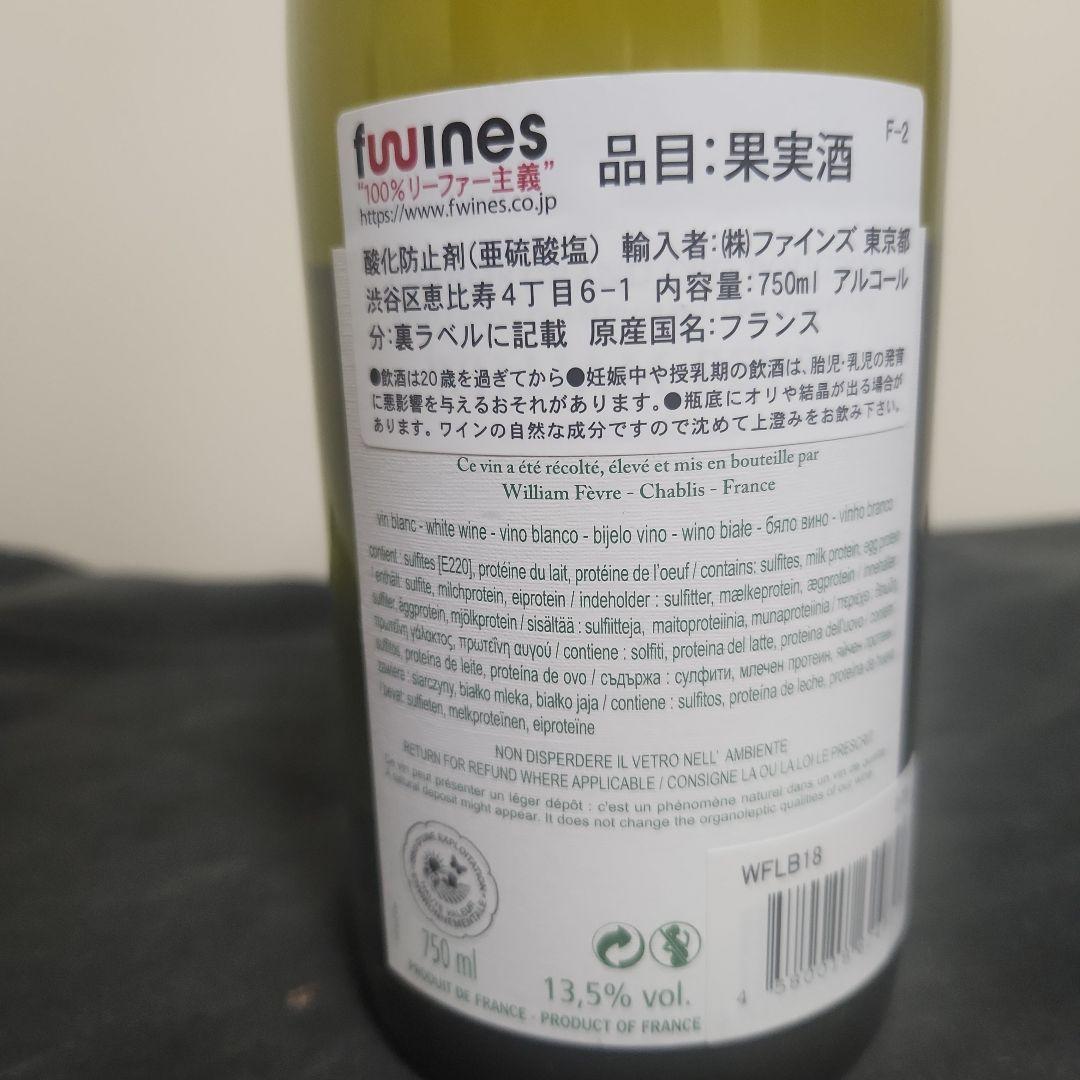 fwines
品目：果実酒
F-2
"100%リーファー主義"
https://www.fwines.co.jp
酸化防止剤(亜硫酸塩) 輸入者：㈱ファインズ 東京都
渋谷区恵比寿4丁目6-1 内容量：750ml アルコール
分：裏ラベルに記載 原産国名：フランス
●飲酒は20歳を過ぎてから●妊娠中や授乳期の飲酒は、胎児・乳児の発育
に悪影響を与えるおそれがあります。●瓶底にオリや結晶が出る場合が
あります。ワインの自然な成分ですので沈めて上澄みをお飲み下さい。
Ce vin a été récolté, élevé et mis en bouteille par
William Fèvre - Chablis - France
vin blanc - white wine - vino blanco - bijelo vino - wino białe - бяло вино - vinho branco
contient : sulfites [E220], protéine du lait, protéine de l'oeuf / contains: sulfites, milk protein, egg protein
/ enthält: sulfite, milchprotein, eiprotein / indeholder : sulfitter, mælkeprotein, ægprotein / innehåller
sulfiter, äggprotein, mjölkprotein / sisältää : sulfiitteja, maitoproteiinia, munaproteiinia / περιέχει
πρωτεΐνη γάλακτος, πρωτεΐνη αυγού / contiene : solfiti, proteina del latte, proteina dell'uovo / contém
sulfitos, proteína de leite, proteína de ovo / съдържа : сулфити, млечен протеин, яйчен протеин
zawiera : siarczyny, białko mleka, białko jaja / contiene : sulfitos, proteína de leche, proteína de huevo
/ bevat: sulfieten, melkproteïnen, eiproteïne
NON DISPERDERE IL VETRO NELL' AMBIENTE
RETURN FOR REFUND WHERE APPLICABLE / CONSIGNE LA OU LA LOI LE PRESCRIT
Ce vin peut présenter un léger dépôt : c'est un phénomène naturel dans un vin de qualité.
A natural deposit might appear. It does not change the organoleptic qualities of our wine.
EXPLOITATION
HAUTE VALEUR
ENVIRONNEMENTALE
WFLB18
750 ml
13,5% vol.
PRODUIT DE FRANCE - PRODUCT OF FRANCE